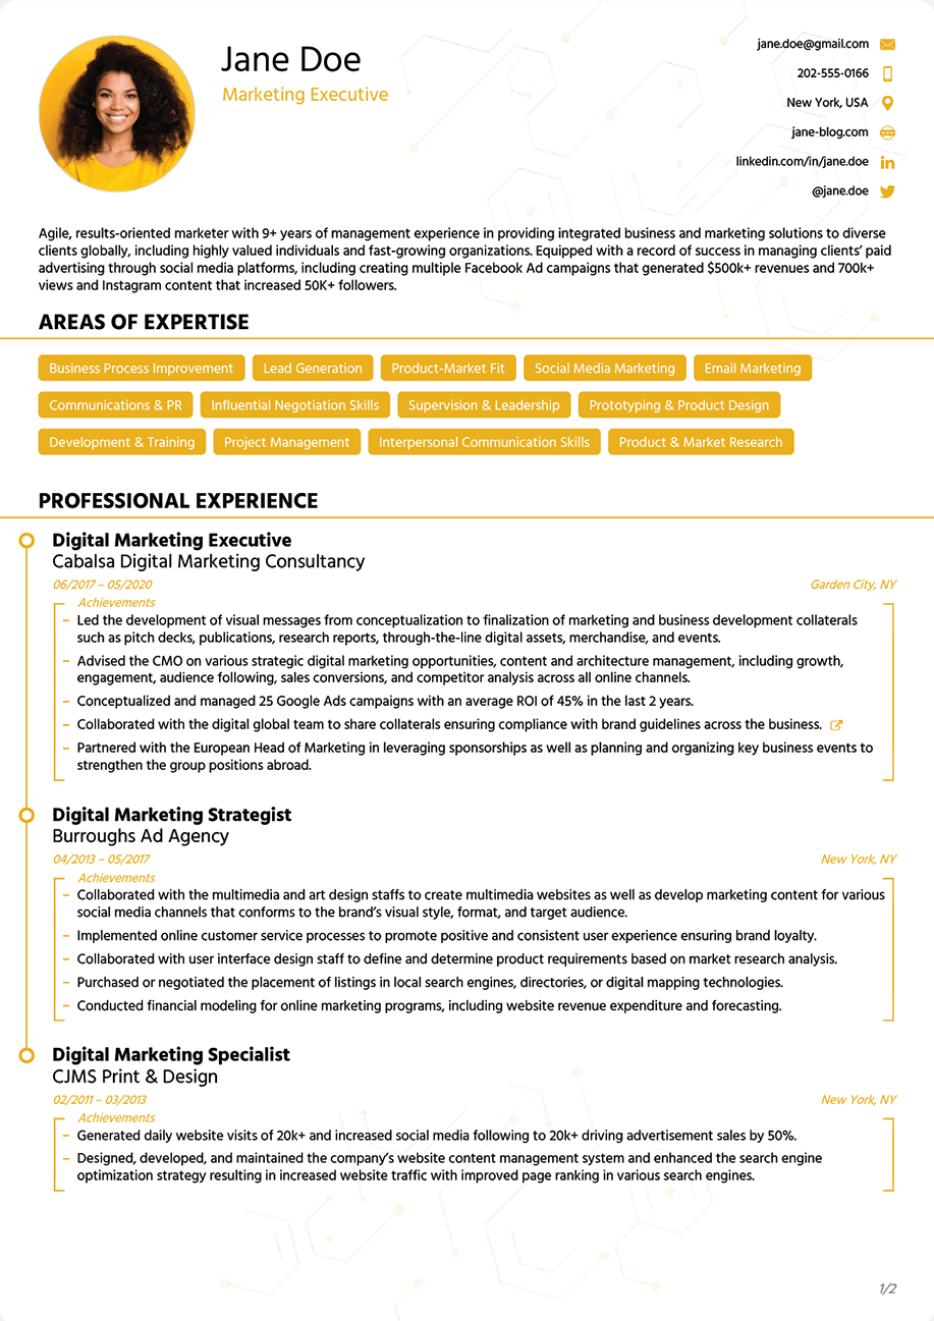 Jane Doe
Marketing Executive
jane.doe@gmail.com
202-555-0166
New York, USA
jane-blog.com
linkedin.com/in/jane.doe
@jane.doe
Agile, results-oriented marketer with 9+ years of management experience in providing integrated business and marketing solutions to diverse
clients globally, including highly valued individuals and fast-growing organizations. Equipped with a record of success in managing clients' paid
advertising through social media platforms, including creating multiple Facebook Ad campaigns that generated $500k+ revenues and 700k+
views and Instagram content that increased 50K+ followers.
AREAS OF EXPERTISE
Business Process Improvement Lead Generation Product-Market Fit Social Media Marketing Email Marketing
Communications & PR Influential Negotiation Skills Supervision & Leadership Prototyping & Product Design
Development & Training Project Management Interpersonal Communication Skills Product & Market Research
PROFESSIONAL EXPERIENCE
Digital Marketing Executive
Cabalsa Digital Marketing Consultancy
06/2017 – 05/2020 Garden City, NY
Achievements
– Led the development of visual messages from conceptualization to finalization of marketing and business development collaterals
such as pitch decks, publications, research reports, through-the-line digital assets, merchandise, and events.
– Advised the CMO on various strategic digital marketing opportunities, content and architecture management, including growth,
engagement, audience following, sales conversions, and competitor analysis across all online channels.
– Conceptualized and managed 25 Google Ads campaigns with an average ROI of 45% in the last 2 years.
– Collaborated with the digital global team to share collaterals ensuring compliance with brand guidelines across the business.
– Partnered with the European Head of Marketing in leveraging sponsorships as well as planning and organizing key business events to
strengthen the group positions abroad.
Digital Marketing Strategist
Burroughs Ad Agency
04/2013 – 05/2017 New York, NY
Achievements
– Collaborated with the multimedia and art design staffs to create multimedia websites as well as develop marketing content for various
social media channels that conforms to the brand's visual style, format, and target audience.
– Implemented online customer service processes to promote positive and consistent user experience ensuring brand loyalty.
– Collaborated with user interface design staff to define and determine product requirements based on market research analysis.
– Purchased or negotiated the placement of listings in local search engines, directories, or digital mapping technologies.
– Conducted financial modeling for online marketing programs, including website revenue expenditure and forecasting.
Digital Marketing Specialist
CJMS Print & Design
02/2011 – 03/2013 New York, NY
Achievements
– Generated daily website visits of 20k+ and increased social media following to 20k+ driving advertisement sales by 50%.
– Designed, developed, and maintained the company's website content management system and enhanced the search engine
optimization strategy resulting in increased website traffic with improved page ranking in various search engines.
1/2